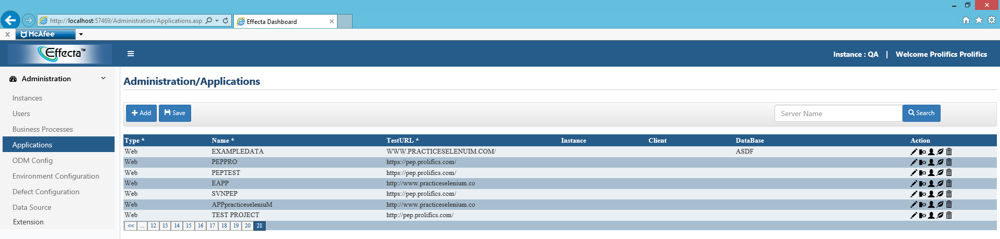 http://localhost:57469/Administration/Applications.asp
Effecta Dashboard
McAfee
Effecta™
Instance : QA | Welcome Prolifics Prolifics
Administration
Instances
Users
Business Processes
Applications
ODM Config
Environment Configuration
Defect Configuration
Data Source
Extension
Administration/Applications
Add Save Server Name Search
Type * Name * TestURL * Instance Client DataBase Action
Web EXAMPLEDATA WWW.PRACTICESELENUIM.COM/ ASDF
Web PEPPRO https://pep.prolifics.com/
Web PEPTEST https://pep.prolifics.com/
Web EAPP http://www.practiceselenium.co
Web SVNPEP https://pep.prolifics.com/
Web APPpracticeseleniuM http://www.practiceselenium.co
Web TEST PROJECT http://pep.prolifics.com/
<< ... 12 13 14 15 16 17 18 19 20 21